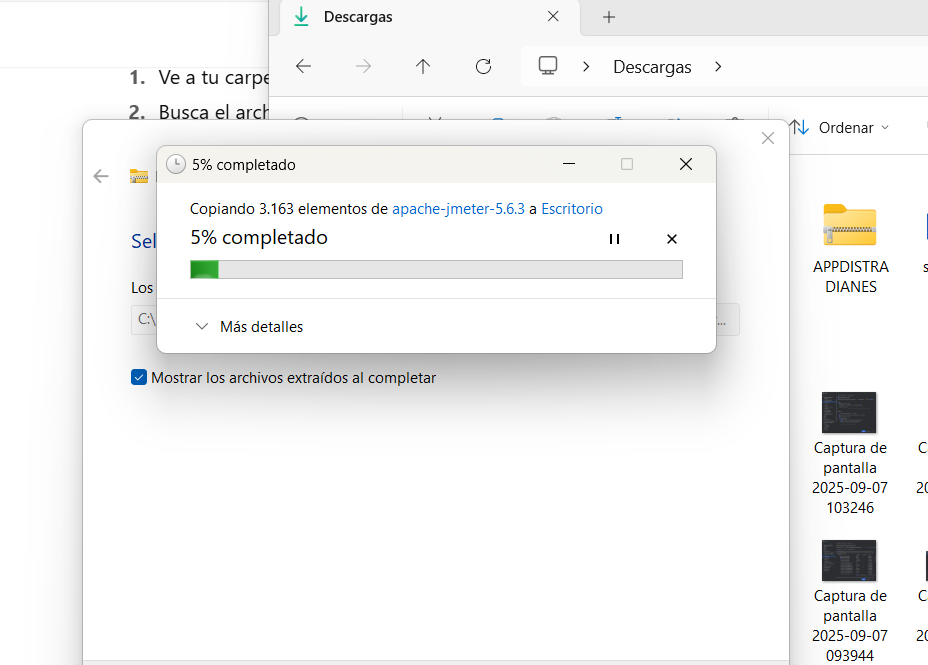 Descargas
Descargas
1. Ve a tu carpe
2. Busca el arch
Ordenar
5% completado
Copiando 3.163 elementos de apache-jmeter-5.6.3 a Escritorio
5% completado
Más detalles
Sel
Los
C:\
...
Mostrar los archivos extraídos al completar
APPDISTRA
DIANES
Captura de
pantalla
2025-09-07
103246
Captura de
pantalla
2025-09-07
093944